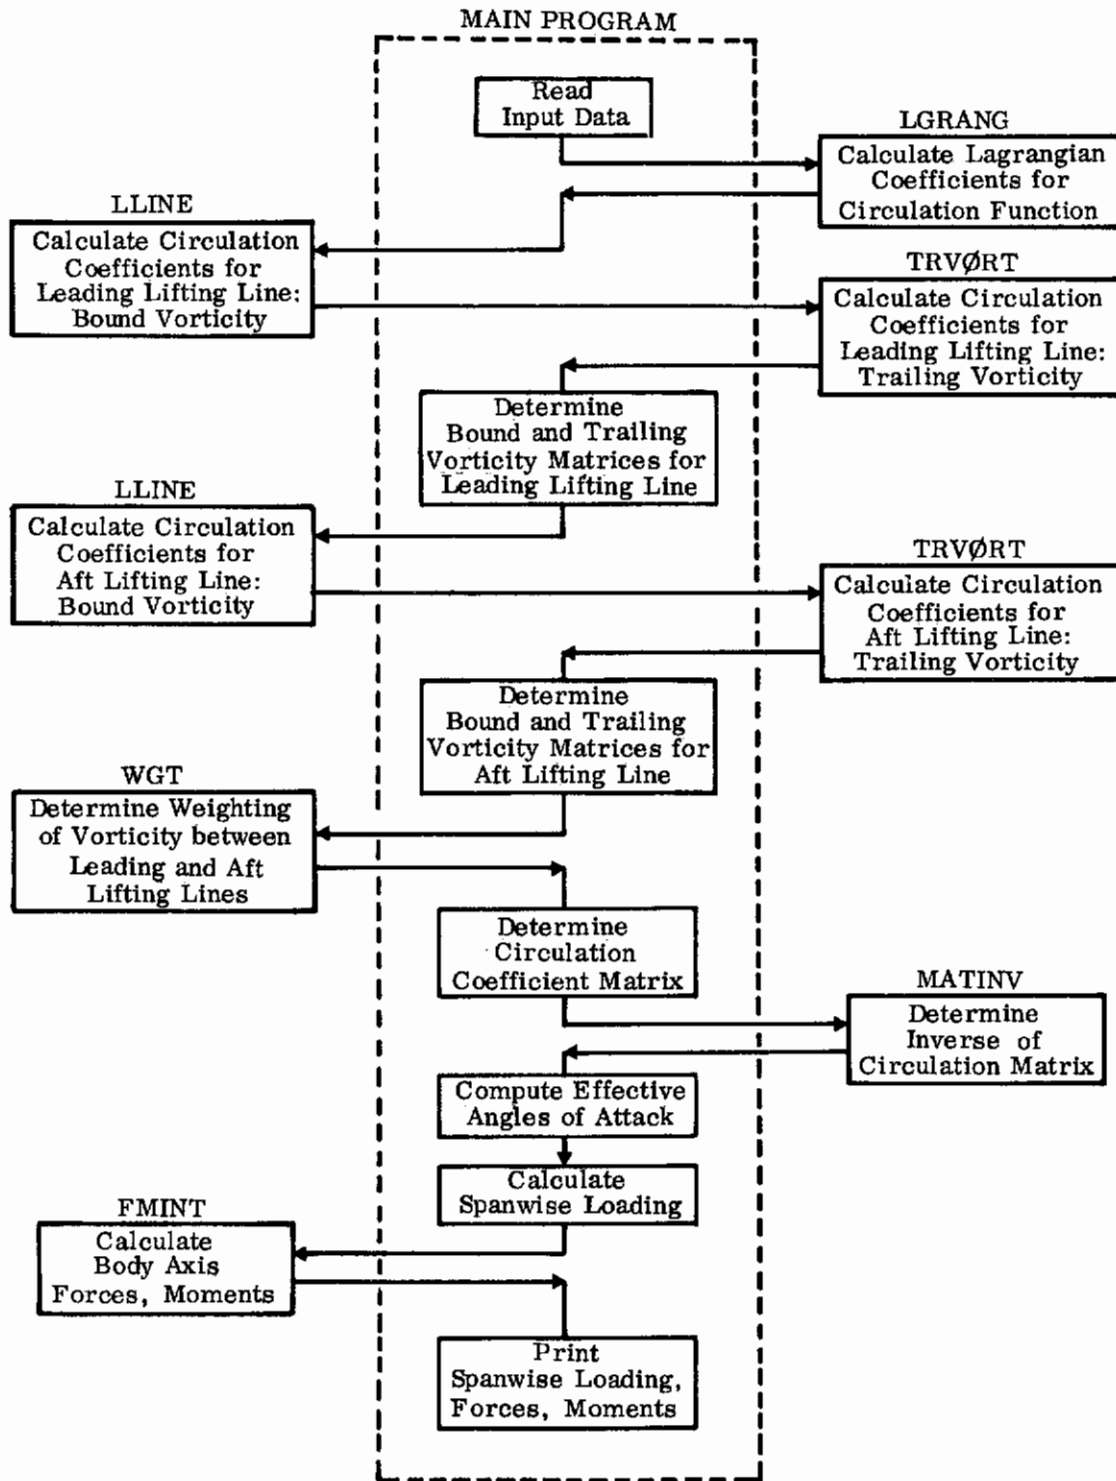 MAIN PROGRAM
Read
Input Data
LGRANG
Calculate Lagrangian
Coefficients for
Circulation Function
LLINE
Calculate Circulation
Coefficients for
Leading Lifting Line:
Bound Vorticity
TRVØRT
Calculate Circulation
Coefficients for
Leading Lifting Line:
Trailing Vorticity
Determine
Bound and Trailing
Vorticity Matrices for
Leading Lifting Line
LLINE
Calculate Circulation
Coefficients for
Aft Lifting Line:
Bound Vorticity
TRVØRT
Calculate Circulation
Coefficients for
Aft Lifting Line:
Trailing Vorticity
Determine
Bound and Trailing
Vorticity Matrices for
Aft Lifting Line
WGT
Determine Weighting
of Vorticity between
Leading and Aft
Lifting Lines
Determine
Circulation
Coefficient Matrix
MATINV
Determine
Inverse of
Circulation Matrix
Compute Effective
Angles of Attack
Calculate
Spanwise Loading
FMINT
Calculate
Body Axis
Forces, Moments
Print
Spanwise Loading,
Forces, Moments